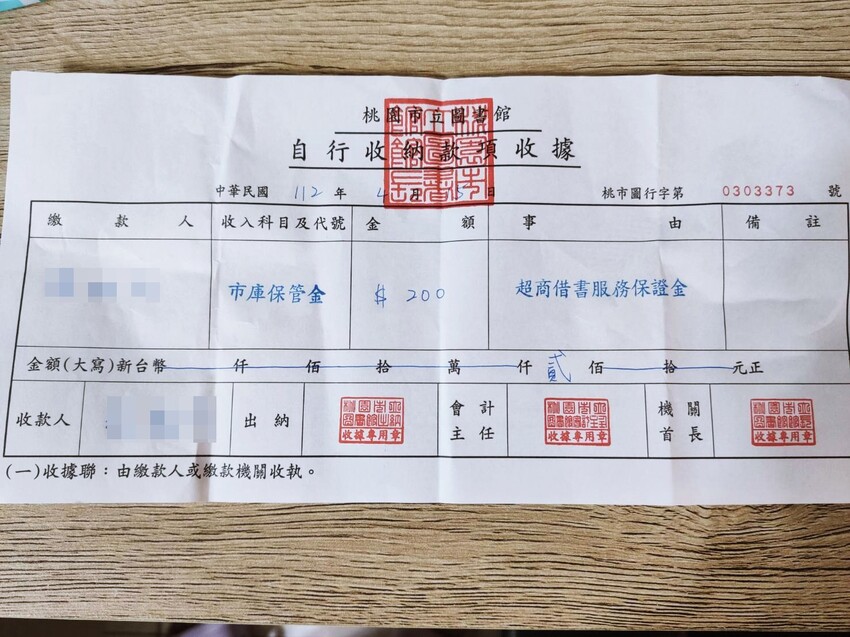 桃園市立圖書館
自行收納款項收據
中華民國 112 年 4 月 15 日 桃市圖行字第 0303373 號
繳款人 收入科目及代號 金額 事由 備註
市庫保管金 $ 200 超商借書服務保證金
金額(大寫)新台幣 仟 佰 拾 萬 仟 貳 佰 拾 元正
收款人 出納 收據專用章 會計主任 收據專用章 機關首長 收據專用章
(一)收據聯:由繳款人或繳款機關收執。